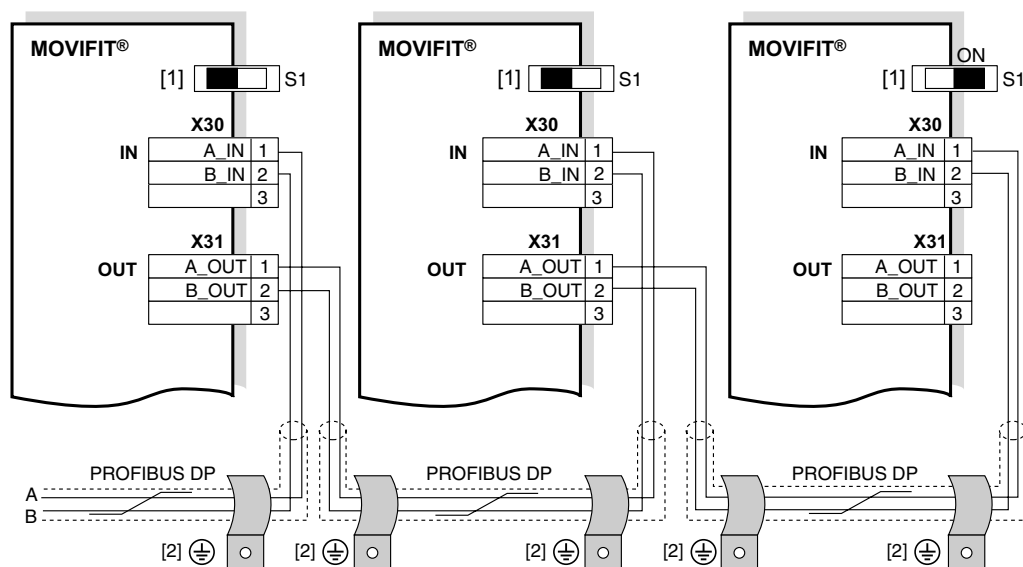 MOVIFIT® MOVIFIT® MOVIFIT®
ON
[1] S1 [1] S1 [1] S1
X30 X30 X30
IN A_IN 1 IN A_IN 1 IN A_IN 1
B_IN 2 B_IN 2 B_IN 2
3 3 3
X31 X31 X31
OUT A_OUT 1 OUT A_OUT 1 OUT A_OUT 1
B_OUT 2 B_OUT 2 B_OUT 2
3 3 3
PROFIBUS DP PROFIBUS DP PROFIBUS DP
A
B
[2] [2] [2] [2] [2]